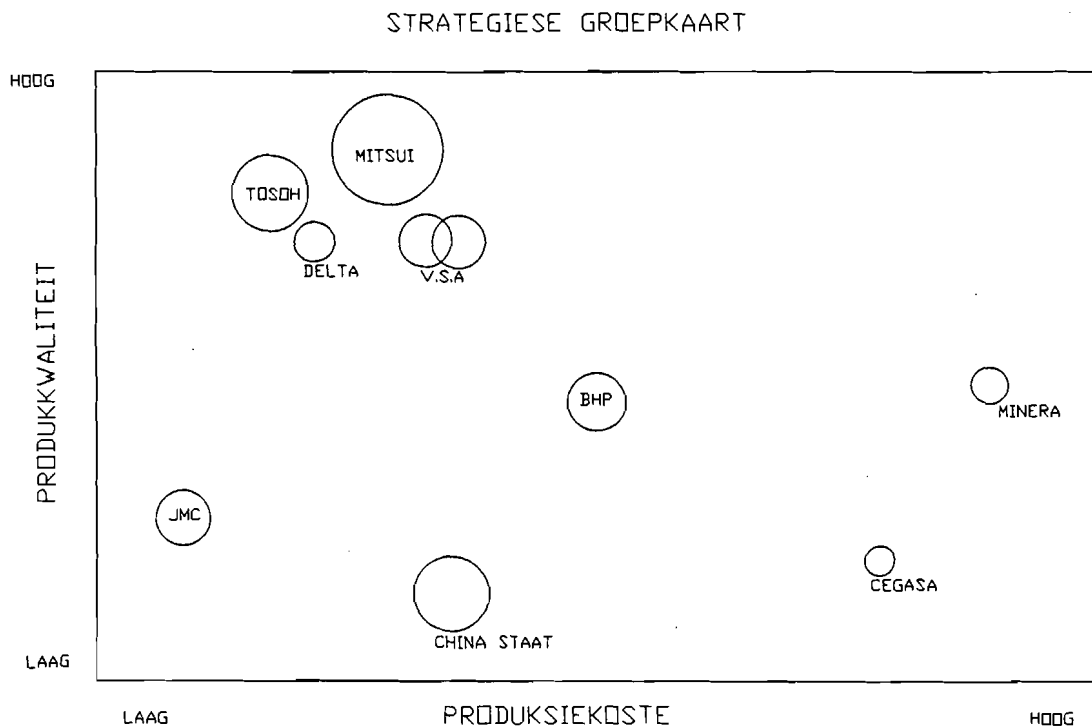 STRATEGIESE GROEPKAART
HOOG
MITSUI
TOSOH
DELTA
V.S.A
PRODUKKWALITEIT
BHP
MINERA
JMC
CEGASA
CHINA STAAT
LAAG
LAAG
PRODUKSIEKOSTE
HOOG